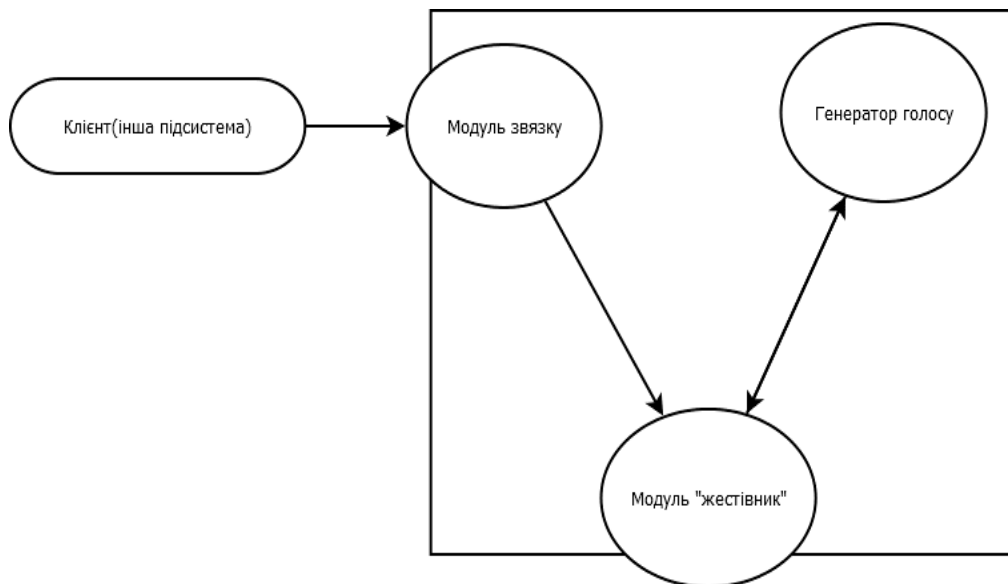 Клієнт(інша підсистема)
Модуль звязку
Генератор голосу
Модуль "жестівник"